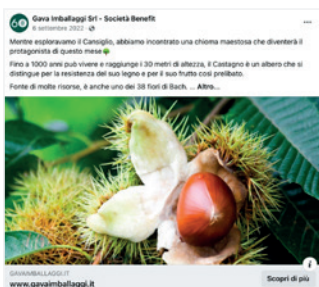 Gava Imballaggi Srl - Società Benefit
6 settembre 2022
Mentre esploravamo il Cansiglio, abbiamo incontrato una chioma maestosa che diventerà il
protagonista di questo mese
Fino a 1000 anni può vivere e raggiunge i 30 metri di altezza, il Castagno è un albero che si
distingue per la resistenza del suo legno e per il suo frutto così prelibato.
Fonte di molte risorse, è anche uno dei 38 fiori di Bach. ... Altro...
GAVAIMBALLAGGI.IT
www.gavaimballaggi.it
Scopri di più